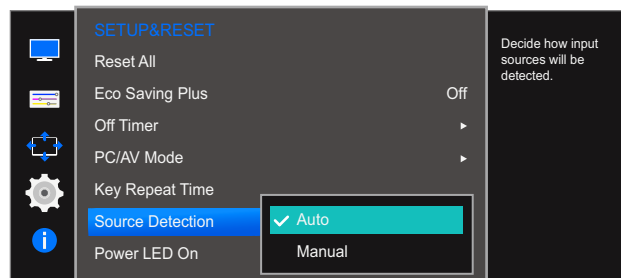 SETUP&RESET
Reset All
Eco Saving Plus Off
Off Timer
PC/AV Mode
Key Repeat Time
Source Detection
Power LED On
Auto
Manual
Decide how input
sources will be
detected.